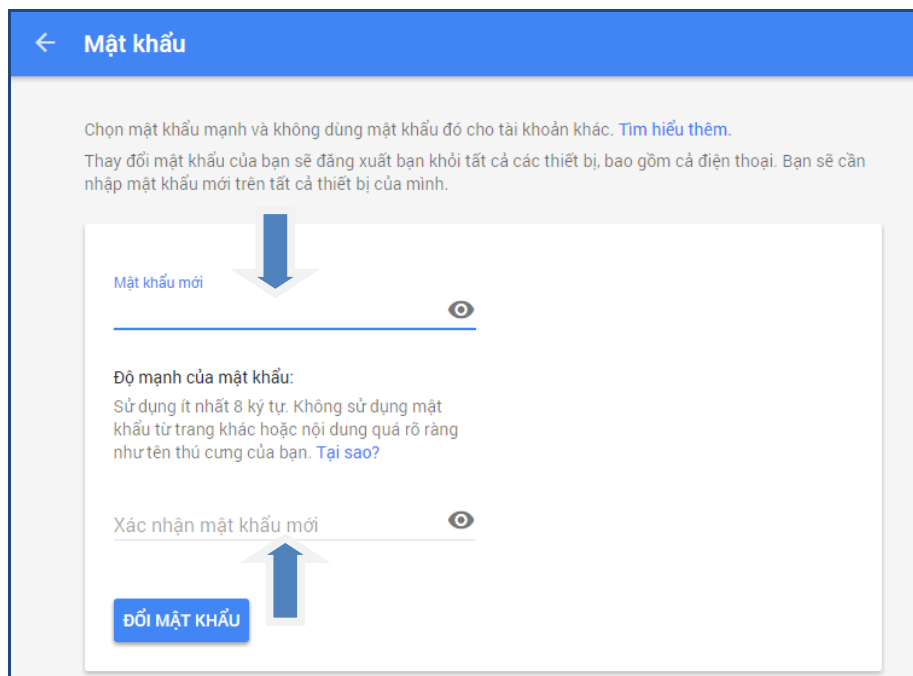 Mật khẩu
Chọn mật khẩu mạnh và không dùng mật khẩu đó cho tài khoản khác. Tìm hiểu thêm.
Thay đổi mật khẩu của bạn sẽ đăng xuất bạn khỏi tất cả các thiết bị, bao gồm cả điện thoại. Bạn sẽ cần
nhập mật khẩu mới trên tất cả thiết bị của mình.
Mật khẩu mới
Độ mạnh của mật khẩu:
Sử dụng ít nhất 8 ký tự. Không sử dụng mật
khẩu từ trang khác hoặc nội dung quá rõ ràng
như tên thú cưng của bạn. Tại sao?
Xác nhận mật khẩu mới
ĐỔI MẬT KHẨU